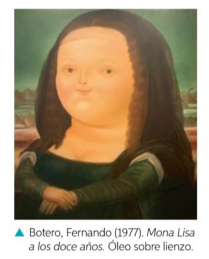 ▲ Botero, Fernando (1977). Mona Lisa
a los doce años. Óleo sobre lienzo.